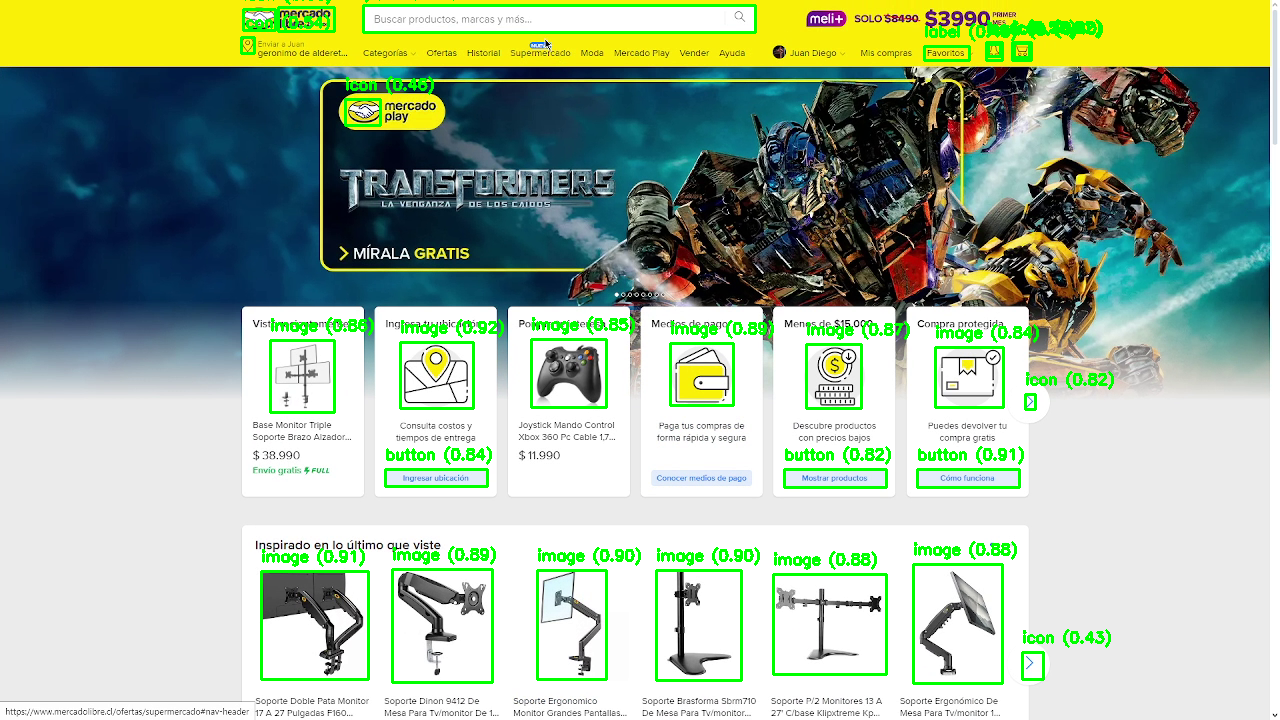 mercado
libre
Buscar productos, marcas y más...
meli+ SOLO $8490 $3990 PRIMER
MES
Enviar a Juan
geronimo de alderet...
Categorías
Ofertas
Historial
Supermercado
Moda
Mercado Play
Vender
Ayuda
Juan Diego
Mis compras
label
Favoritos
icon (0.46)
mercado
play
TRANSFORMERS
LA VENGANZA DE LOS CAÍDOS
MÍRALA GRATIS
image (0.86)
image (0.92)
image (0.85)
Medios de pago
image (0.89)
Menos de $15.000
image (0.87)
Compra protegida
image (0.84)
icon (0.82)
Base Monitor Triple
Soporte Brazo Alzador...
$ 38.990
Envío gratis FULL
Consulta costos y
tiempos de entrega
button (0.84)
Ingresar ubicación
Joystick Mando Control
Xbox 360 Pc Cable 1,7...
$ 11.990
Paga tus compras de
forma rápida y segura
Conocer medios de pago
Descubre productos
con precios bajos
button (0.82)
Mostrar productos
Puedes devolver tu
compra gratis
button (0.91)
Cómo funciona
Inspirado en lo último que viste
image (0.91)
image (0.89)
image (0.90)
image (0.90)
image (0.88)
image (0.88)
icon (0.43)
Soporte Doble Pata Monitor
17 A 27 Pulgadas F160...
Soporte Dinon 9412 De
Mesa Para Tv/monitor De 1...
Soporte Ergonomico
Monitor Grandes Pantallas...
Soporte Brasforma Sbrm710
De Mesa Para Tv/monitor...
Soporte P/2 Monitores 13 A
27' C/base Klipxtreme Kp...
Soporte Ergonómico De
Mesa Para Monitor 1...
https://www.mercadolibre.cl/ofertas/supermercado#nav-header